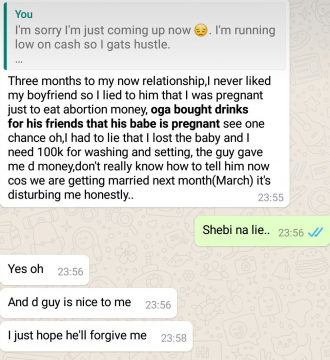 You
I'm sorry I'm just coming up now 😔. I'm running
low on cash so I gats hustle.
...
Three months to my now relationship,I never liked
my boyfriend so I lied to him that I was pregnant
just to eat abortion money, oga bought drinks
for his friends that his babe is pregnant see one
chance oh,I had to lie that I lost the baby and I
need 100k for washing and setting, the guy gave
me d money,don't really know how to tell him now
cos we are getting married next month(March) it's
disturbing me honestly..
23:55
Shebi na lie.. 23:56
Yes oh 23:56
And d guy is nice to me 23:56
I just hope he'll forgive me 23:58